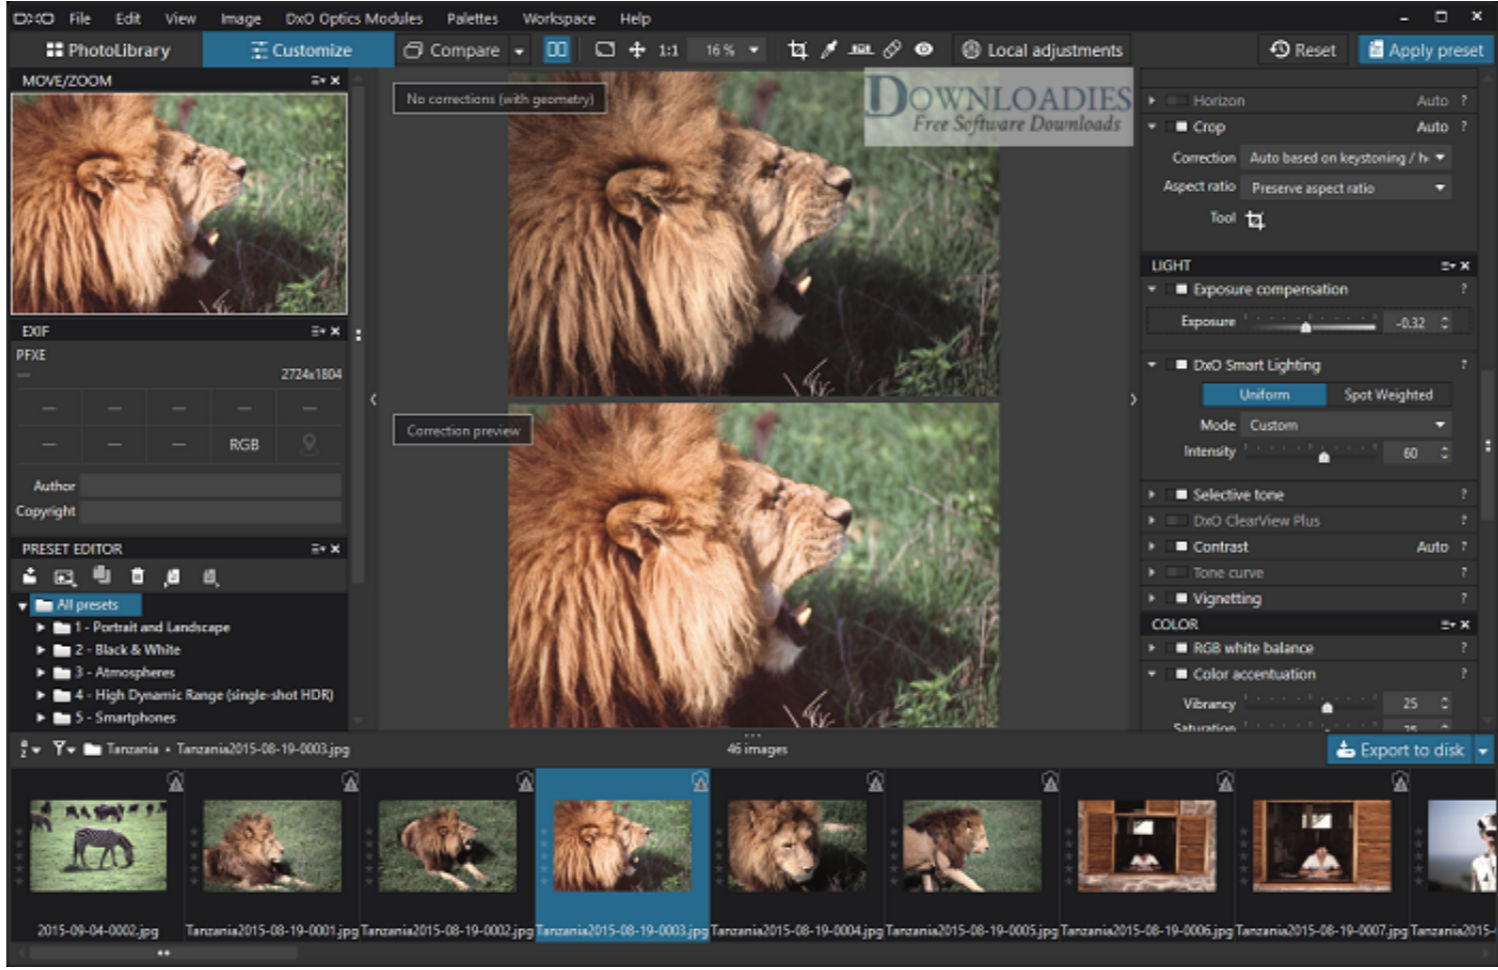 DXO File Edit View Image DxO Optics Modules Palettes Workspace Help
PhotoLibrary Customize Compare 1:1 16 % Local adjustments Reset Apply preset
MOVE/ZOOM
No corrections (with geometry)
DOWNLOADIES
Free Software Downloads
EXIF
PFXE
—
2724x1804
— — — — —
— — — RGB
Author
Copyright
Correction preview
PRESET EDITOR
All presets
1 - Portrait and Landscape
2 - Black & White
3 - Atmospheres
4 - High Dynamic Range (single-shot HDR)
5 - Smartphones
Horizon Auto ?
Crop Auto ?
Correction Auto based on keystoning / h
Aspect ratio Preserve aspect ratio
Tool
LIGHT
Exposure compensation ?
Exposure -0.32
DxO Smart Lighting ?
Uniform Spot Weighted
Mode Custom
Intensity 60
Selective tone ?
DxO ClearView Plus ?
Contrast Auto ?
Tone curve ?
Vignetting ?
COLOR
RGB white balance ?
Color accentuation ?
Vibrancy 25
Saturation 25
Tanzania • Tanzania2015-08-19-0003.jpg 46 images Export to disk
2015-09-04-0002.jpg Tanzania2015-08-19-0001.jpg Tanzania2015-08-19-0002.jpg Tanzania2015-08-19-0003.jpg Tanzania2015-08-19-0004.jpg Tanzania2015-08-19-0005.jpg Tanzania2015-08-19-0006.jpg Tanzania2015-08-19-0007.jpg Tanzania2015-